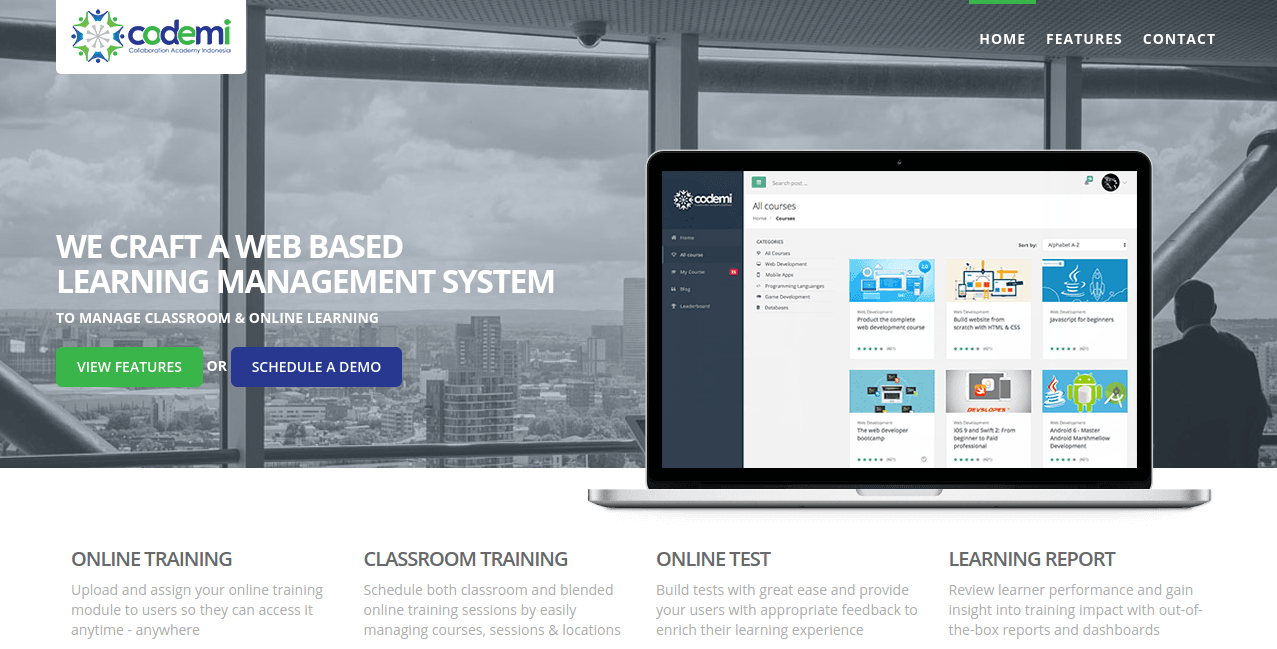 codemi
Collaboration Academy Indonesia
HOME FEATURES CONTACT
WE CRAFT A WEB BASED
LEARNING MANAGEMENT SYSTEM
TO MANAGE CLASSROOM & ONLINE LEARNING
VIEW FEATURES OR SCHEDULE A DEMO
codemi
Search post...
All courses
Home / Courses
Home
All course
My Course
Blog
Leaderboard
CATEGORIES
All Courses
Web Development
Mobile Apps
Programming Languanges
Game Development
Databases
Sort by: Alphabet A-Z
2.0
Web Development
Product the complete
web development course
Web Development
Build website from
scratch with HTML & CSS
Web Development
Javascript for beginners
Web Development
The web developer
bootcamp
DEVSLOPES
Web Development
IOS 9 and Swift 2: From
beginner to Paid
professional
Web Development
Android 6 - Master
Android Marshmellow
Development
ONLINE TRAINING
Upload and assign your online training
module to users so they can access it
anytime - anywhere
CLASSROOM TRAINING
Schedule both classroom and blended
online training sessions by easily
managing courses, sessions & locations
ONLINE TEST
Build tests with great ease and provide
your users with appropriate feedback to
enrich their learning experience
LEARNING REPORT
Review learner performance and gain
insight into training impact with out-of-
the-box reports and dashboards